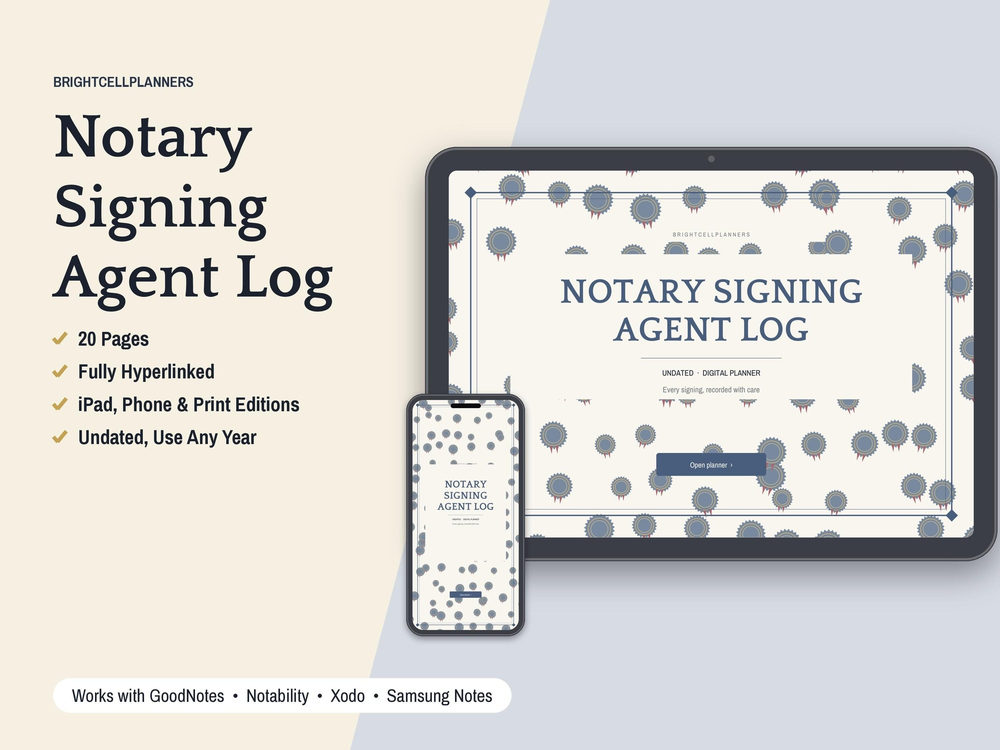 BRIGHTCELLPLANNERS
Notary
Signing
Agent Log
20 Pages
Fully Hyperlinked
iPad, Phone & Print Editions
Undated, Use Any Year
BRIGHTCELLPLANNERS
NOTARY SIGNING
AGENT LOG
UNDATED · DIGITAL PLANNER
Every signing, recorded with care
Open planner ›
NOTARY
SIGNING
AGENT LOG
Works with GoodNotes • Notability • Xodo • Samsung Notes